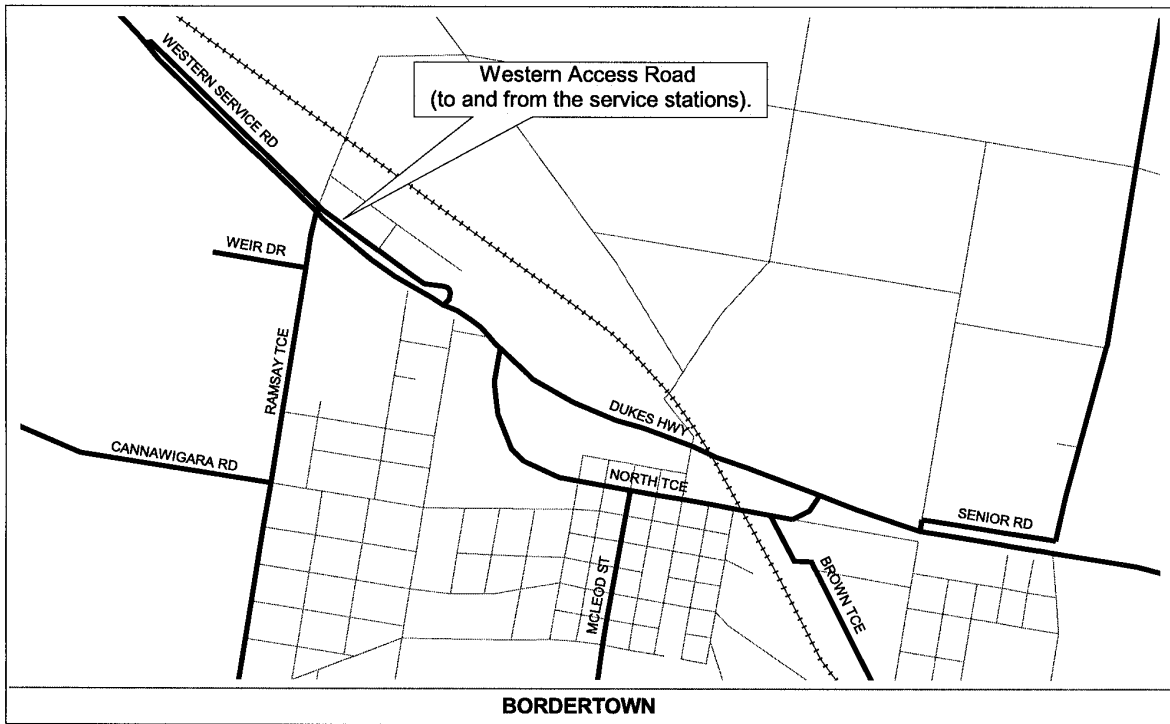 WESTERN SERVICE RD
Western Access Road
(to and from the service stations).
WEIR DR
RAMSAY TCE
DUKES HWY
CANNAWIGARA RD
NORTH TCE
SENIOR RD
MCLEOD ST
BROWN TCE
BORDERTOWN